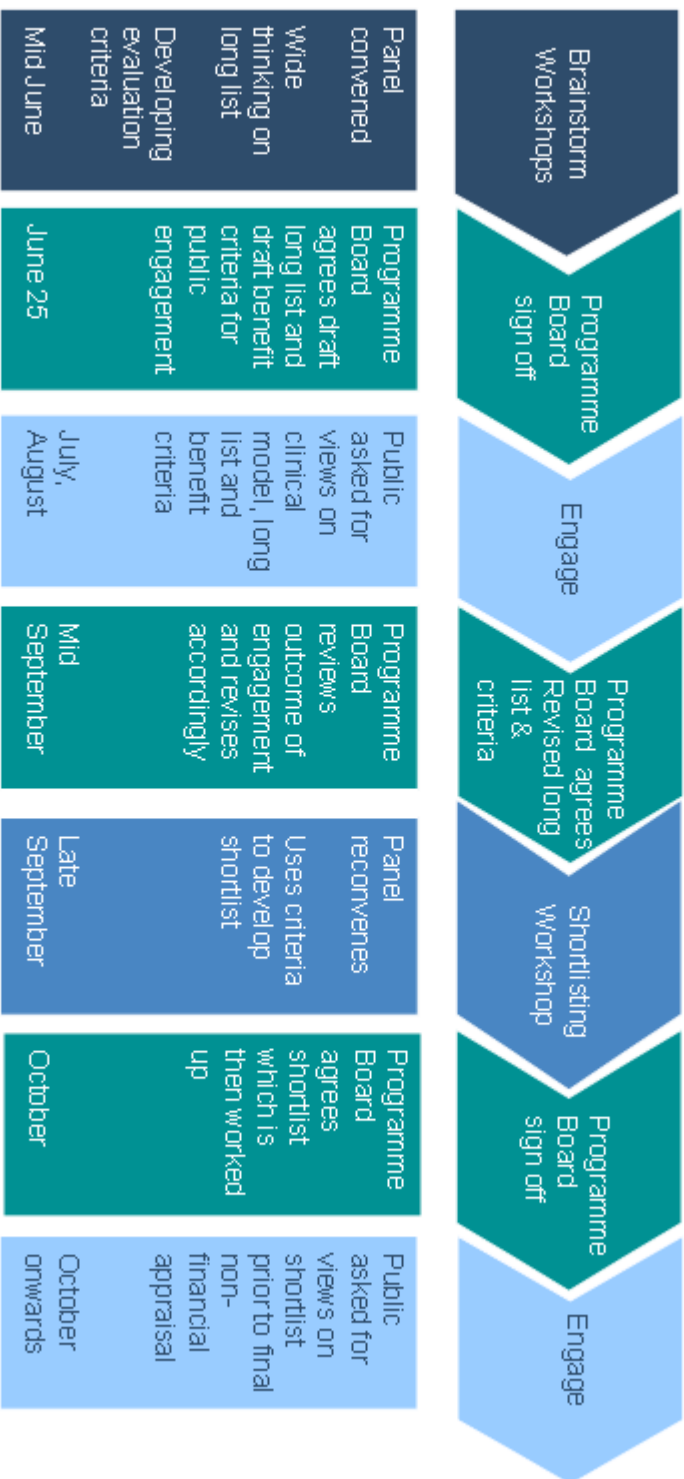 Brainstorm
Workshops
Programme
Board
sign off
Engage
Programme
Board agrees
Revised long
list &
criteria
Shortlisting
Workshop
Programme
Board
sign off
Engage
Panel
convened
Wide
thinking on
long list
Developing
evaluation
criteria
Mid June
Programme
Board
agrees draft
long list and
draft benefit
criteria for
public
engagement
June 25
Public
asked for
views on
clinical
model, long
list and
benefit
criteria
July,
August
Programme
Board
reviews
outcome of
engagement
and revises
accordingly
Mid
September
Panel
reconvenes
Uses criteria
to develop
shortlist
Late
September
Programme
Board
agrees
shortlist
which is
then worked
up
October
Public
asked for
views on
shortlist
prior to final
non-
financial
appraisal
October
onwards